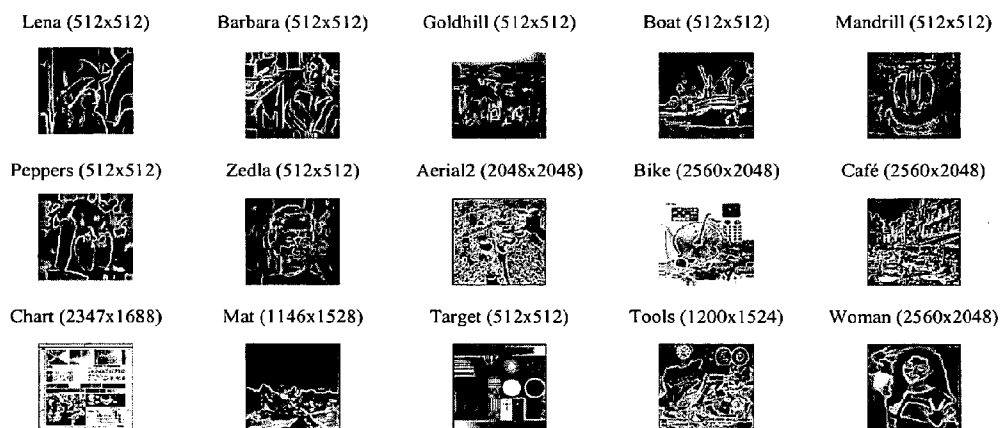 Lena (512x512) Barbara (512x512) Goldhill (512x512) Boat (512x512) Mandrill (512x512)
Peppers (512x512) Zedla (512x512) Aerial2 (2048x2048) Bike (2560x2048) Café (2560x2048)
Chart (2347x1688) Mat (1146x1528) Target (512x512) Tools (1200x1524) Woman (2560x2048)